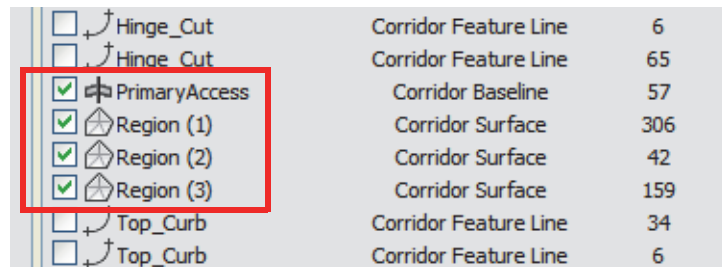 Hinge_Cut Corridor Feature Line 6
Hinge_Cut Corridor Feature Line 65
PrimaryAccess Corridor Baseline 57
Region (1) Corridor Surface 306
Region (2) Corridor Surface 42
Region (3) Corridor Surface 159
Top_Curb Corridor Feature Line 34
Top_Curb Corridor Feature Line 6